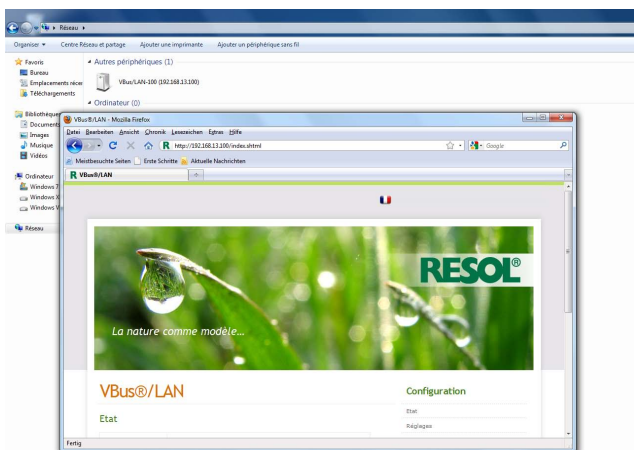 Réseau
Organiser Centre Réseau et partage Ajouter une imprimante Ajouter un périphérique sans fil
Favoris
Bureau
Emplacements récen
Téléchargements
Autres périphériques (1)
VBus/LAN-100 (192.168.13.100)
Ordinateur (0)
Bibliothèque
Documents
Images
Musique
Vidéos
Ordinateur
Windows 7
Windows X
Windows V
Réseau
VBus®/LAN - Mozilla Firefox
Datei Bearbeiten Ansicht Chronik Lesezeichen Extras Hilfe
R http://192.168.13.100/index.shtml Google
Meistbesuchte Seiten Erste Schritte Aktuelle Nachrichten
R VBus®/LAN
RESOL®
La nature comme modèle...
VBus®/LAN
Etat
Configuration
Etat
Réglages
Fertig